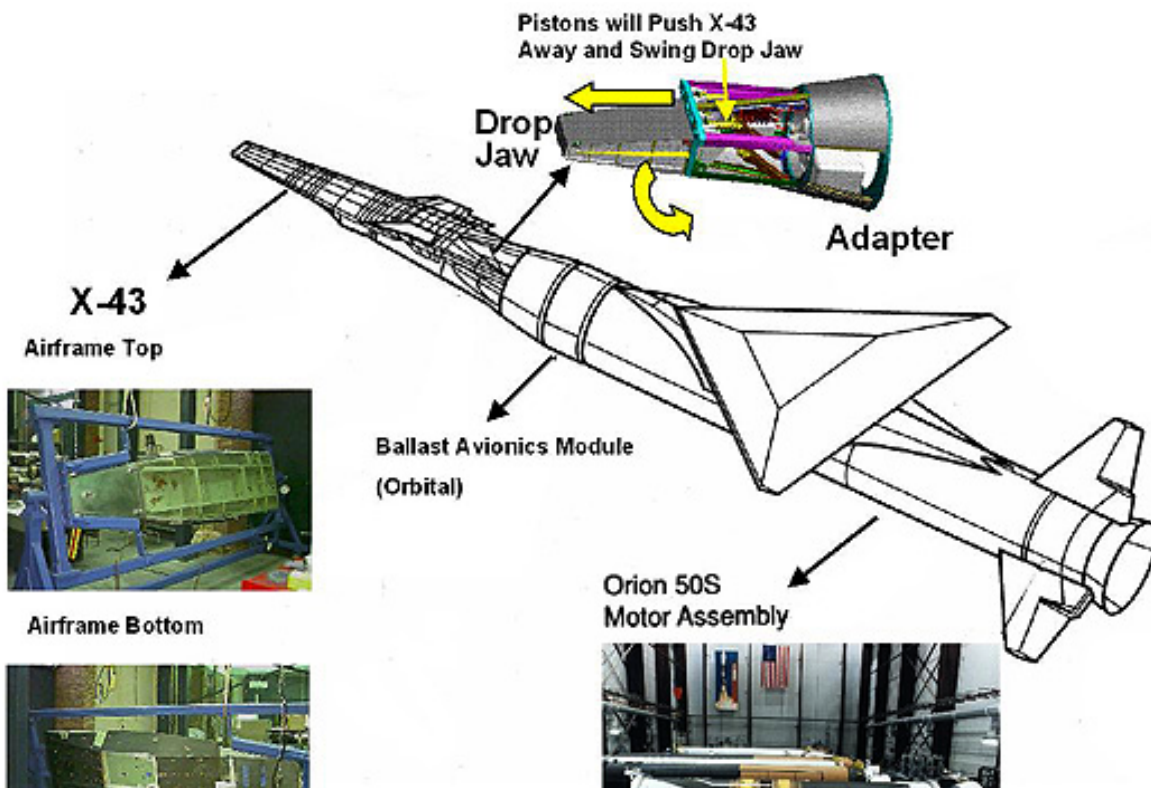 Pistons will Push X-43
Away and Swing Drop Jaw
Drop
Jaw
Adapter
X-43
Airframe Top
Ballast Avionics Module
(Orbital)
Orion 50S
Motor Assembly
Airframe Bottom